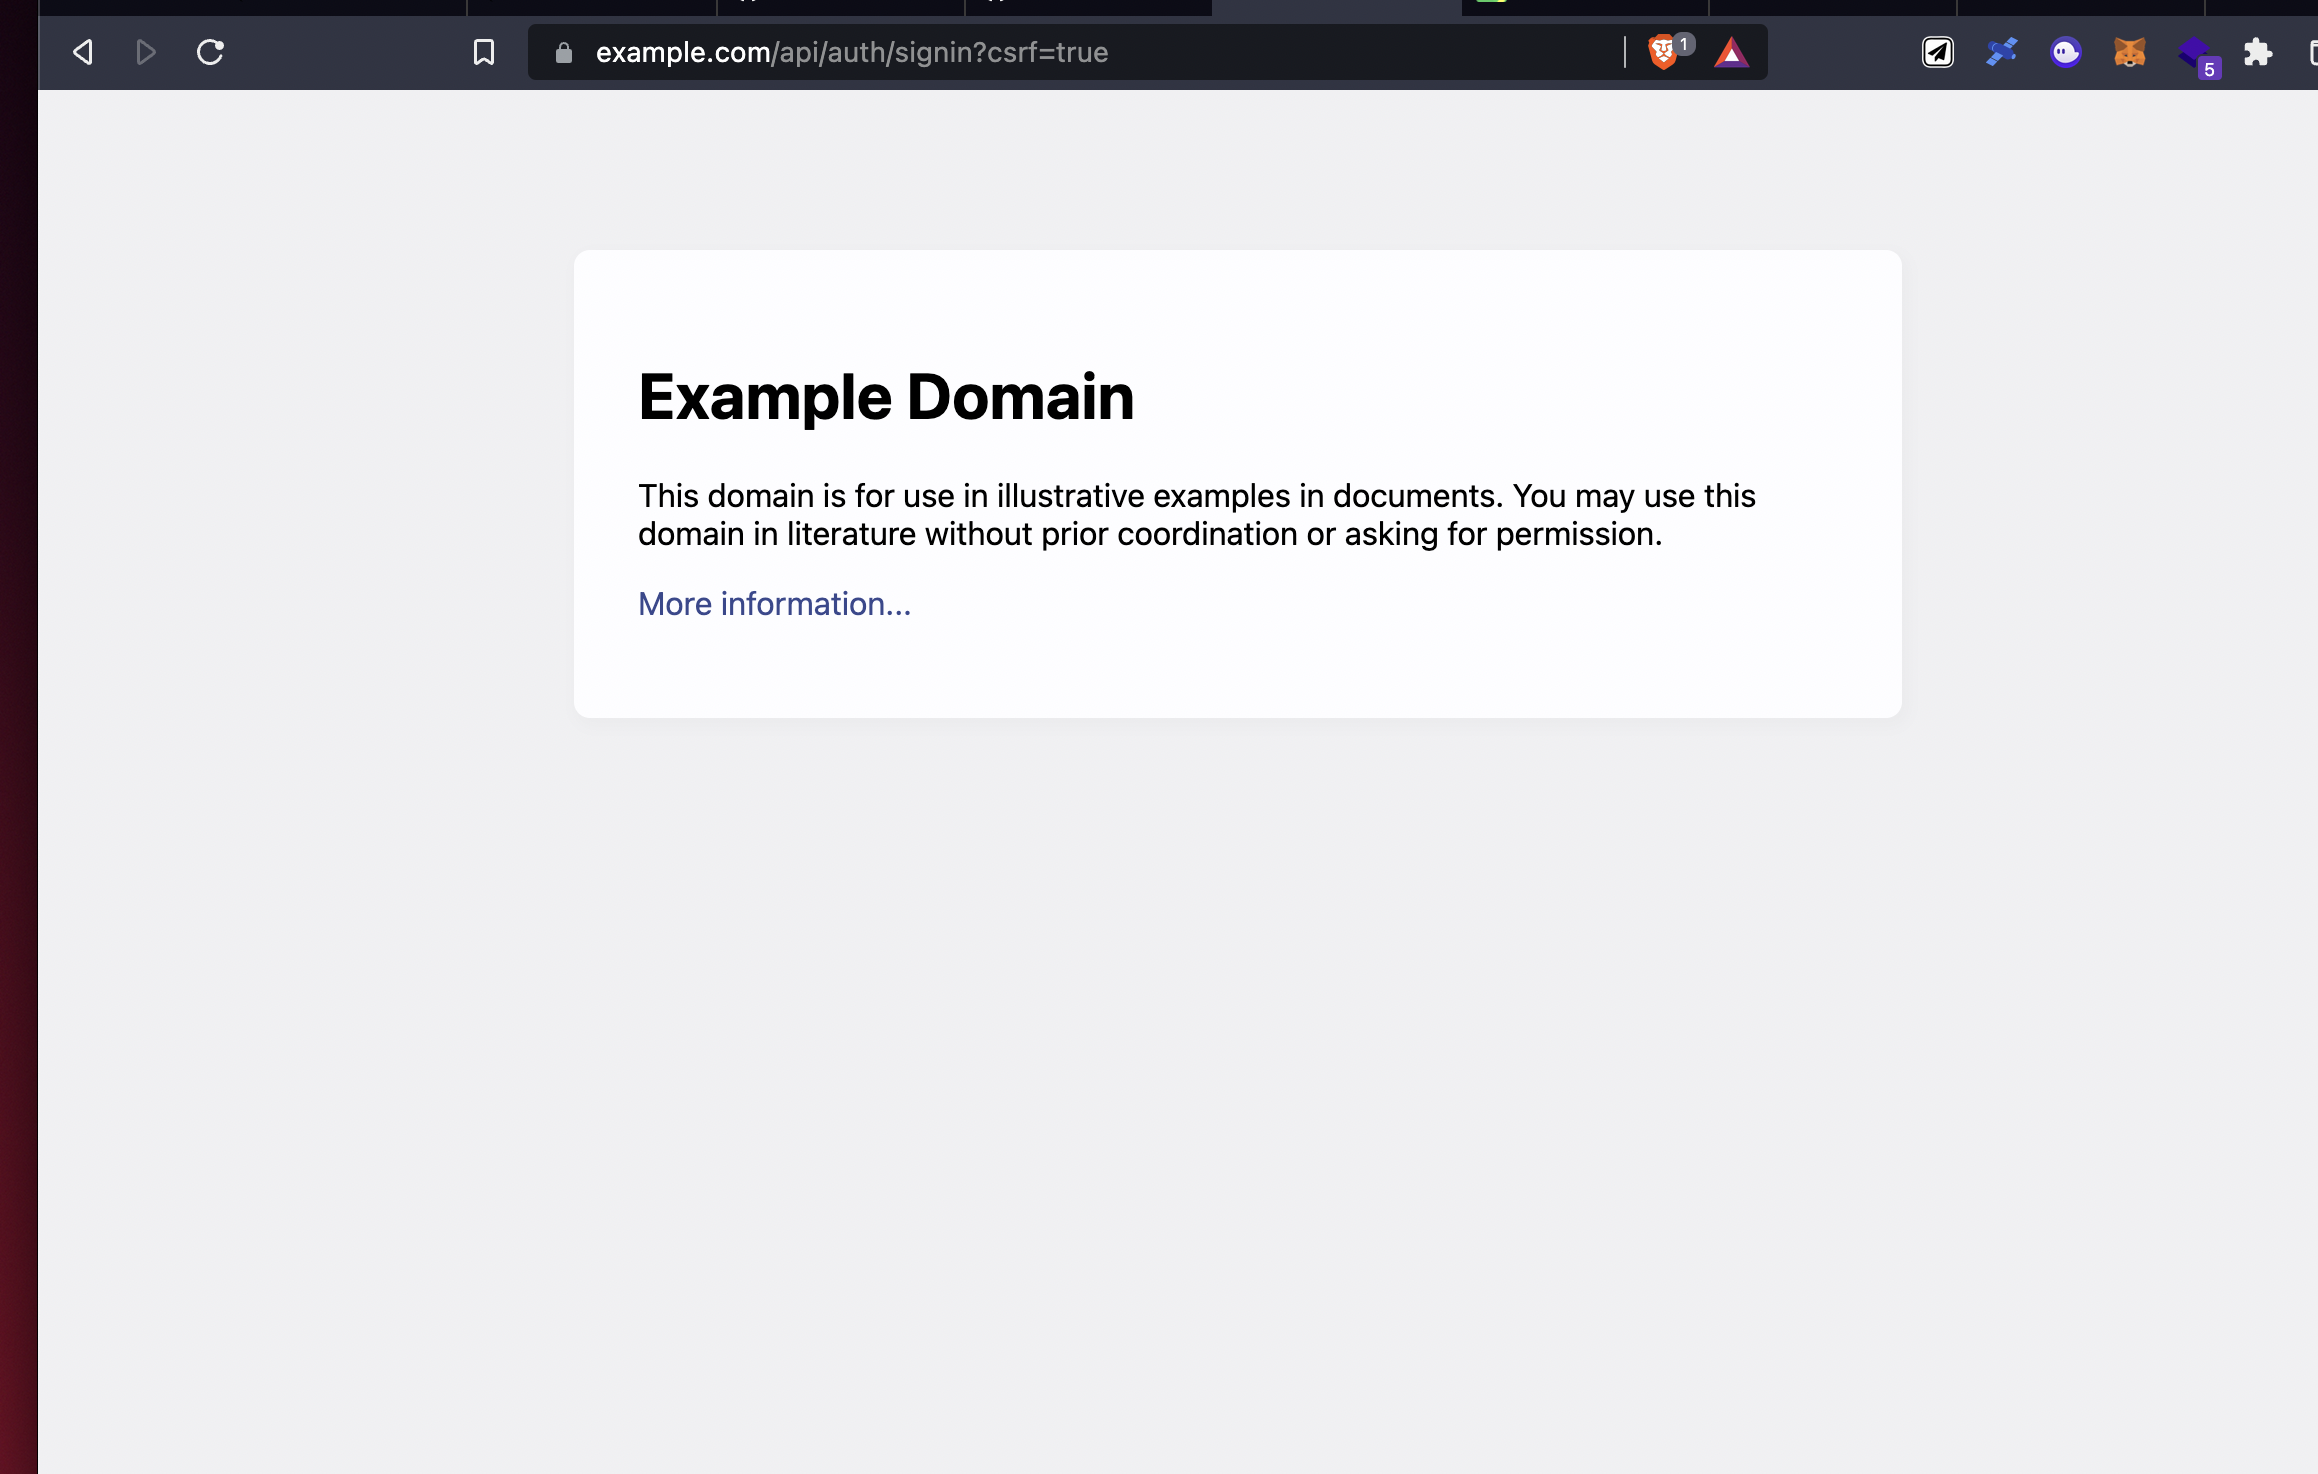 example.com/api/auth/signin?csrf=true
1
5
Example Domain
This domain is for use in illustrative examples in documents. You may use this
domain in literature without prior coordination or asking for permission.
More information...